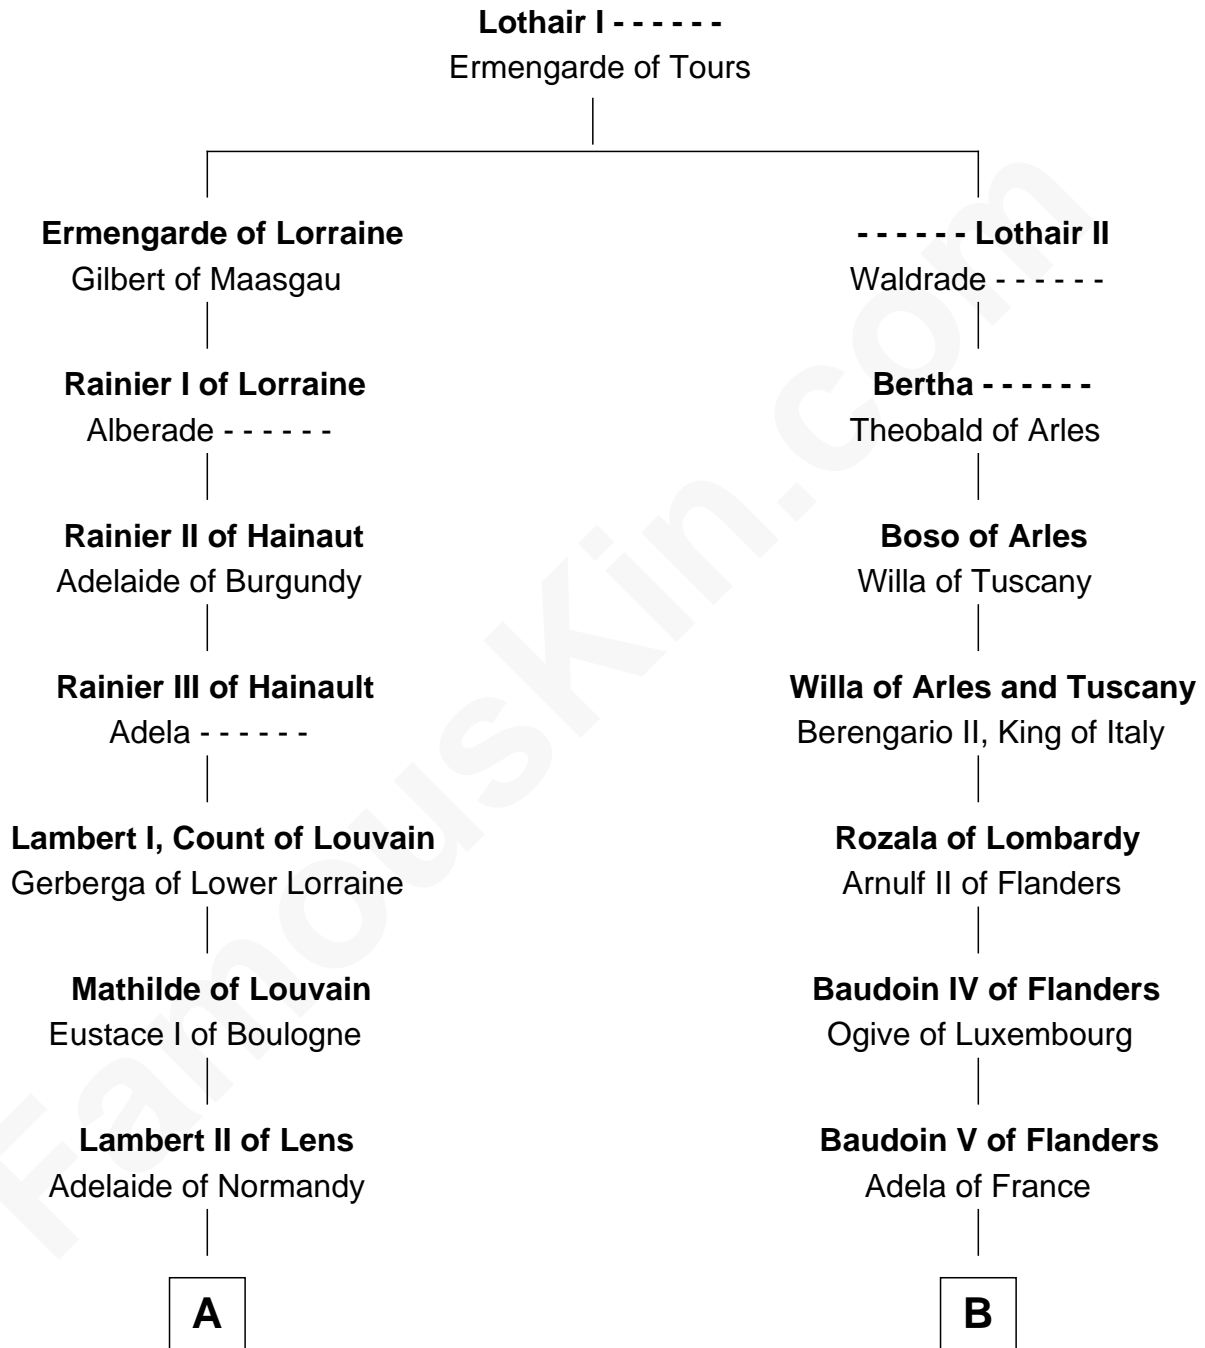 Lothair I - - - - - -
Ermengarde of Tours
Ermengarde of Lorraine
Gilbert of Maasgau
- - - - - - Lothair II
Waldrade - - - - - -
Rainier I of Lorraine
Alberade - - - - - -
Bertha - - - - - -
Theobald of Arles
Rainier II of Hainaut
Adelaide of Burgundy
Boso of Arles
Willa of Tuscany
Rainier III of Hainault
Adela - - - - - -
Willa of Arles and Tuscany
Berengario II, King of Italy
Lambert I, Count of Louvain
Gerberga of Lower Lorraine
Rozala of Lombardy
Arnulf II of Flanders
Mathilde of Louvain
Eustace I of Boulogne
Baudoin IV of Flanders
Ogive of Luxembourg
Lambert II of Lens
Adelaide of Normandy
Baudoin V of Flanders
Adela of France
A
B
FamousKin.com